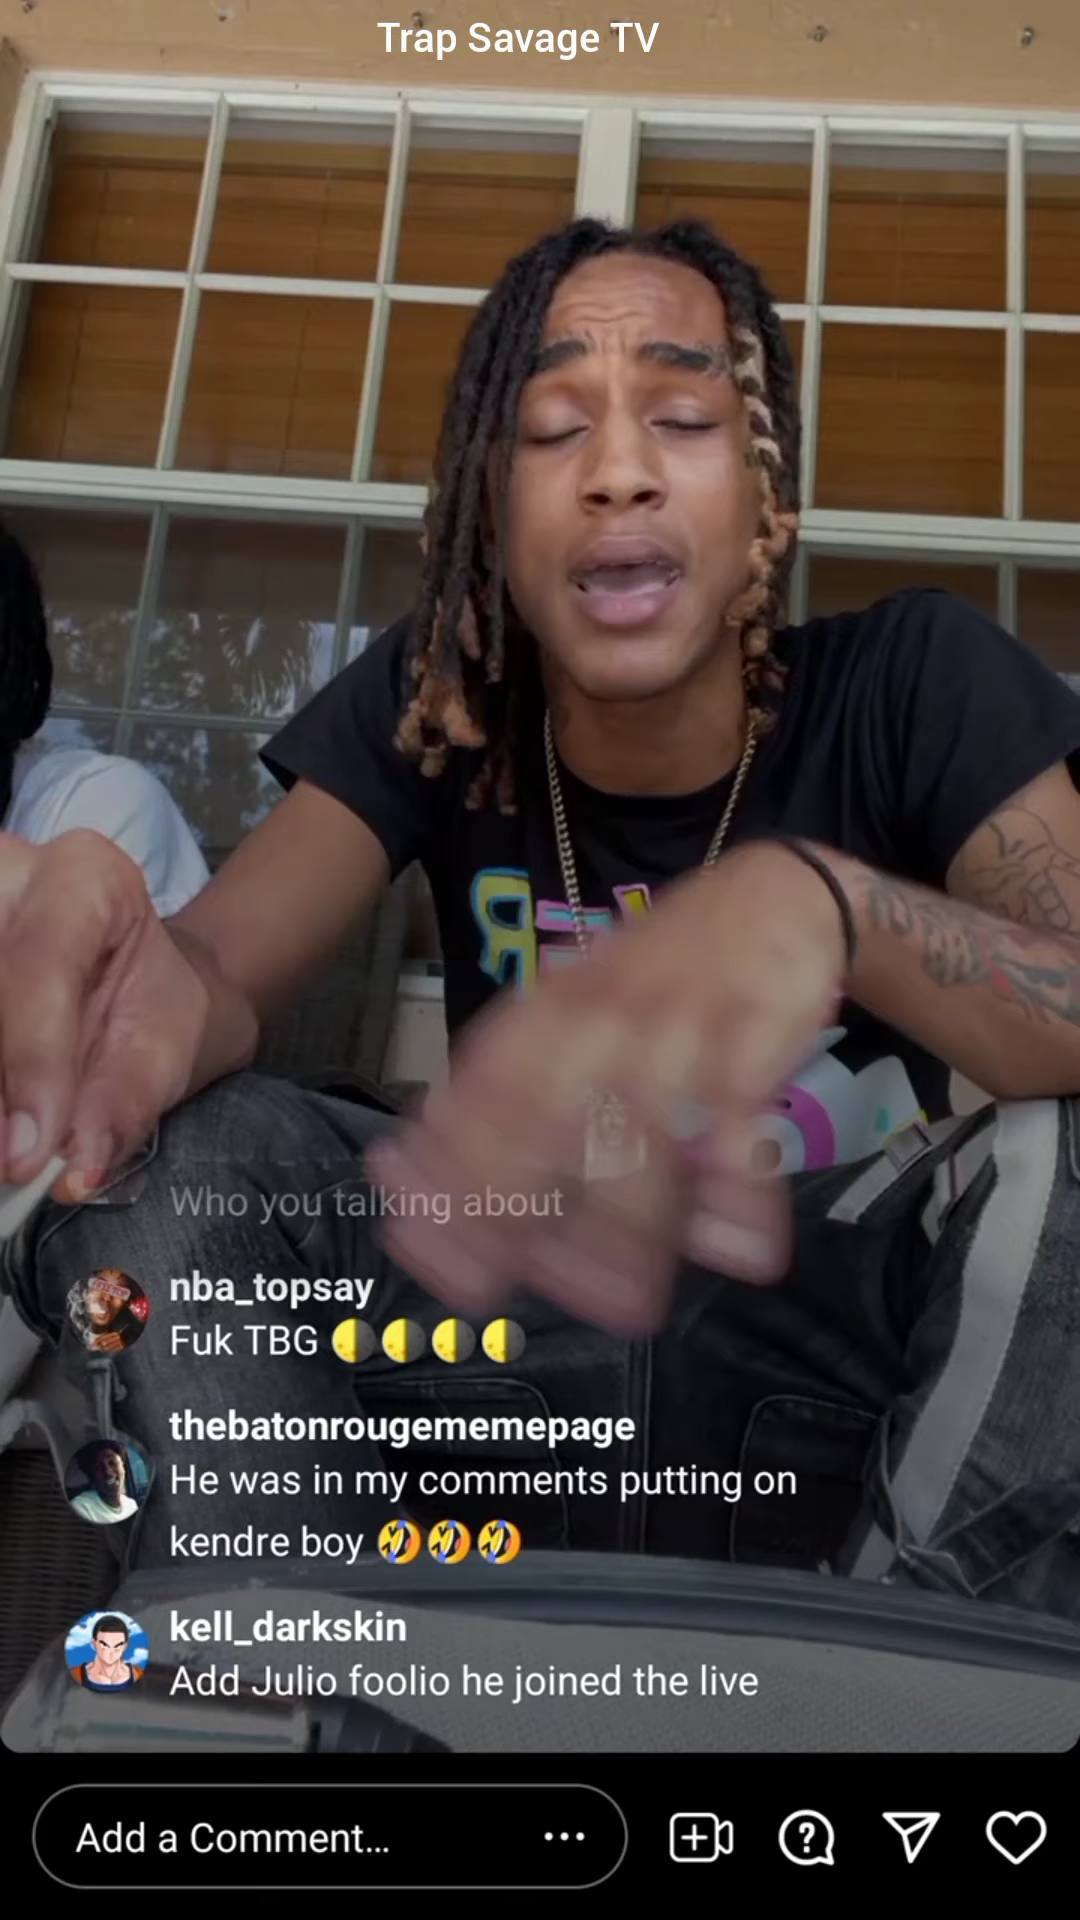 Trap Savage TV
Who you talking about
nba_topsay
Fuk TBG 🌗🌗🌗🌗
thebatonrougemempage
He was in my comments putting on
kendre boy 🤣🤣🤣
kell_darkskin
Add Julio foolio he joined the live
Add a Comment...